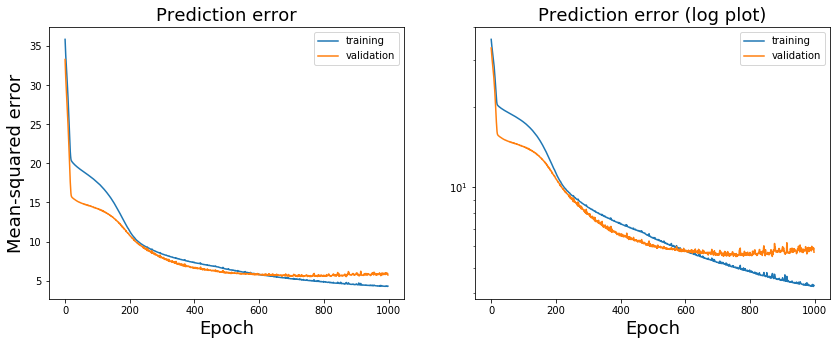 Prediction error
Mean-squared error
35
30
25
20
15
10
5
training
validation
0 200 400 600 800 1000
Epoch
Prediction error (log plot)
10¹
training
validation
0 200 400 600 800 1000
Epoch